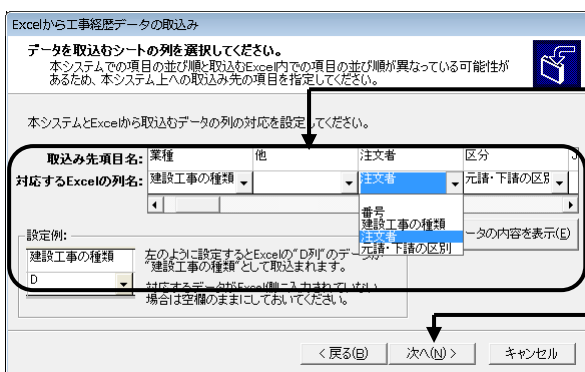 Excelから工事経歴データの取込み
データを取込むシートの列を選択してください。
本システムでの項目の並び順と取込むExcel内での項目の並び順が異なっている可能性が
あるため、本システム上への取込み先の項目を指定してください。
本システムとExcelから取込むデータの列の対応を設定してください。
取込み先項目名: 業種 他 注文者 区分 J
対応するExcelの列名: 建設工事の種類 注文者 元請・下請の区別
番号
建設工事の種類
注文者
元請・下請の区別
ータの内容を表示(E)
設定例:
建設工事の種類
D
左のように設定するとExcelの"D列"のデータが
"建設工事の種類"として取込まれます。
対応するデータがExcel側に入力されていない
場合は空欄のままにしておいてください。
< 戻る(B) 次へ(N) > キャンセル